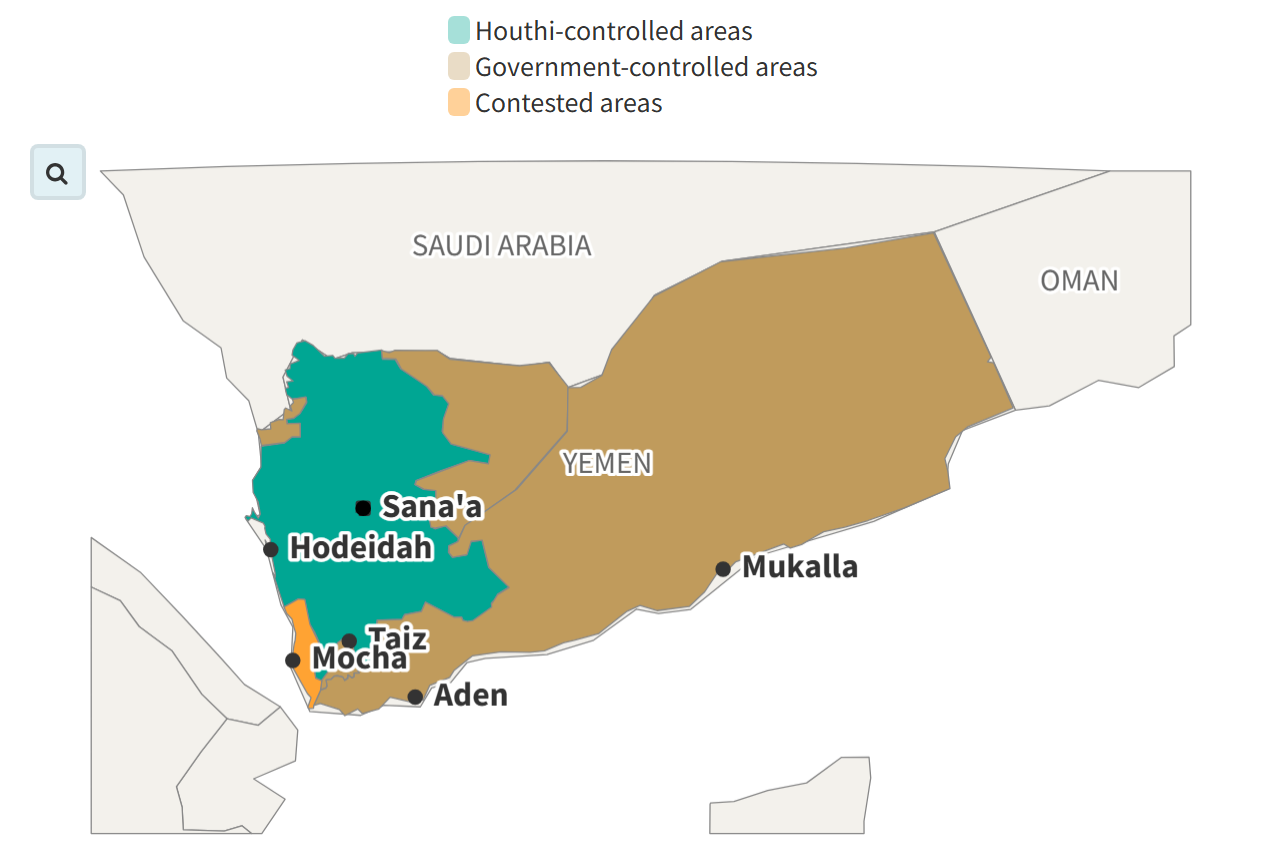 Houthi-controlled areas
Government-controlled areas
Contested areas
SAUDI ARABIA
OMAN
YEMEN
Sana'a
Hodeidah
Mukalla
Taiz
Mocha
Aden